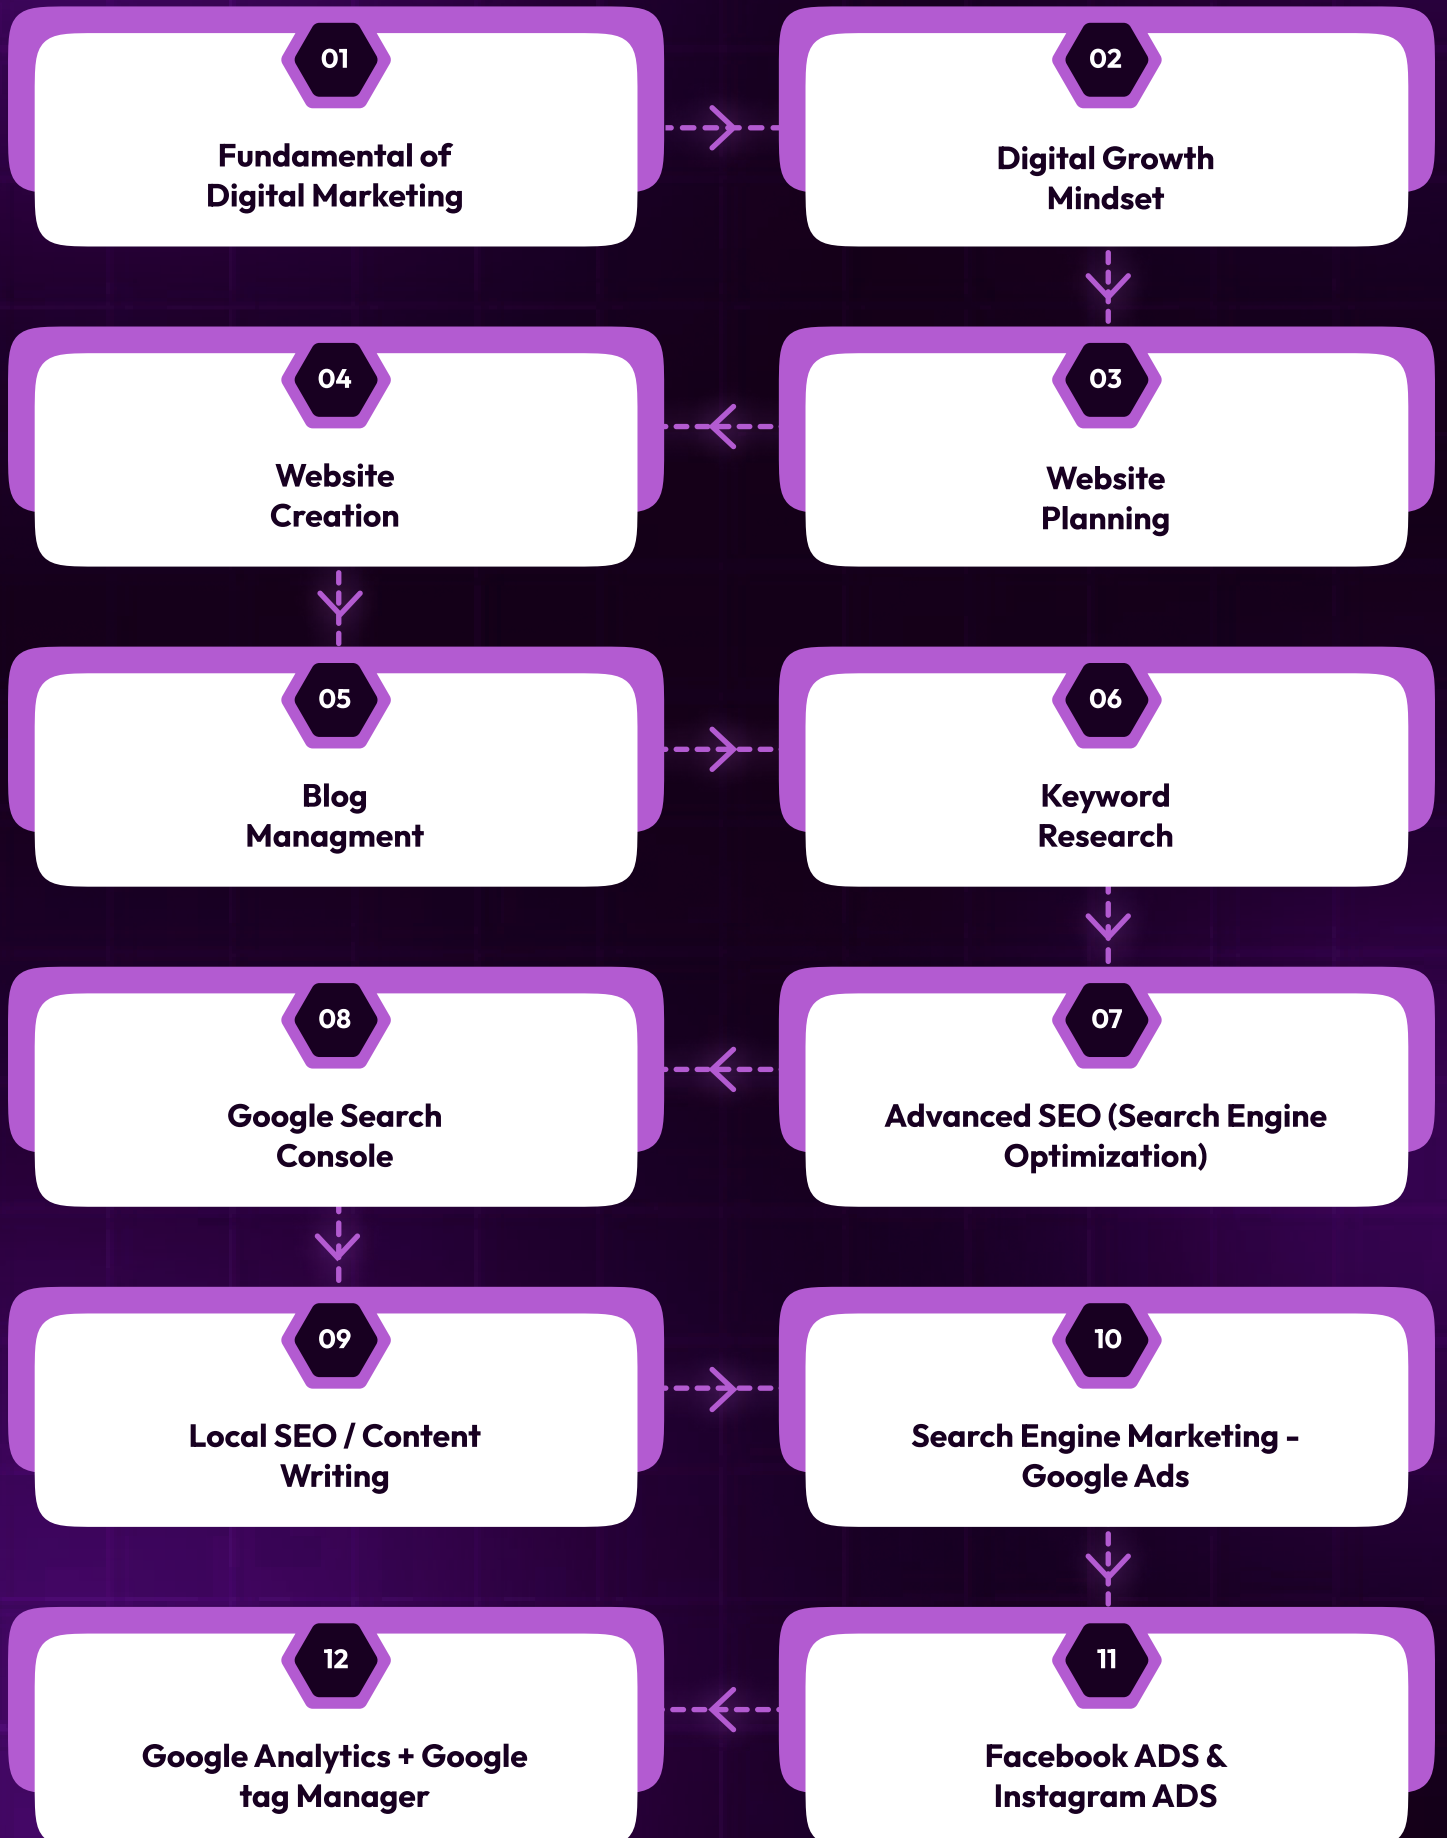 01
Fundamental of
Digital Marketing
02
Digital Growth
Mindset
03
Website
Planning
04
Website
Creation
05
Blog
Managment
06
Keyword
Research
07
Advanced SEO (Search Engine
Optimization)
08
Google Search
Console
09
Local SEO / Content
Writing
10
Search Engine Marketing -
Google Ads
11
Facebook ADS &
Instagram ADS
12
Google Analytics + Google
tag Manager